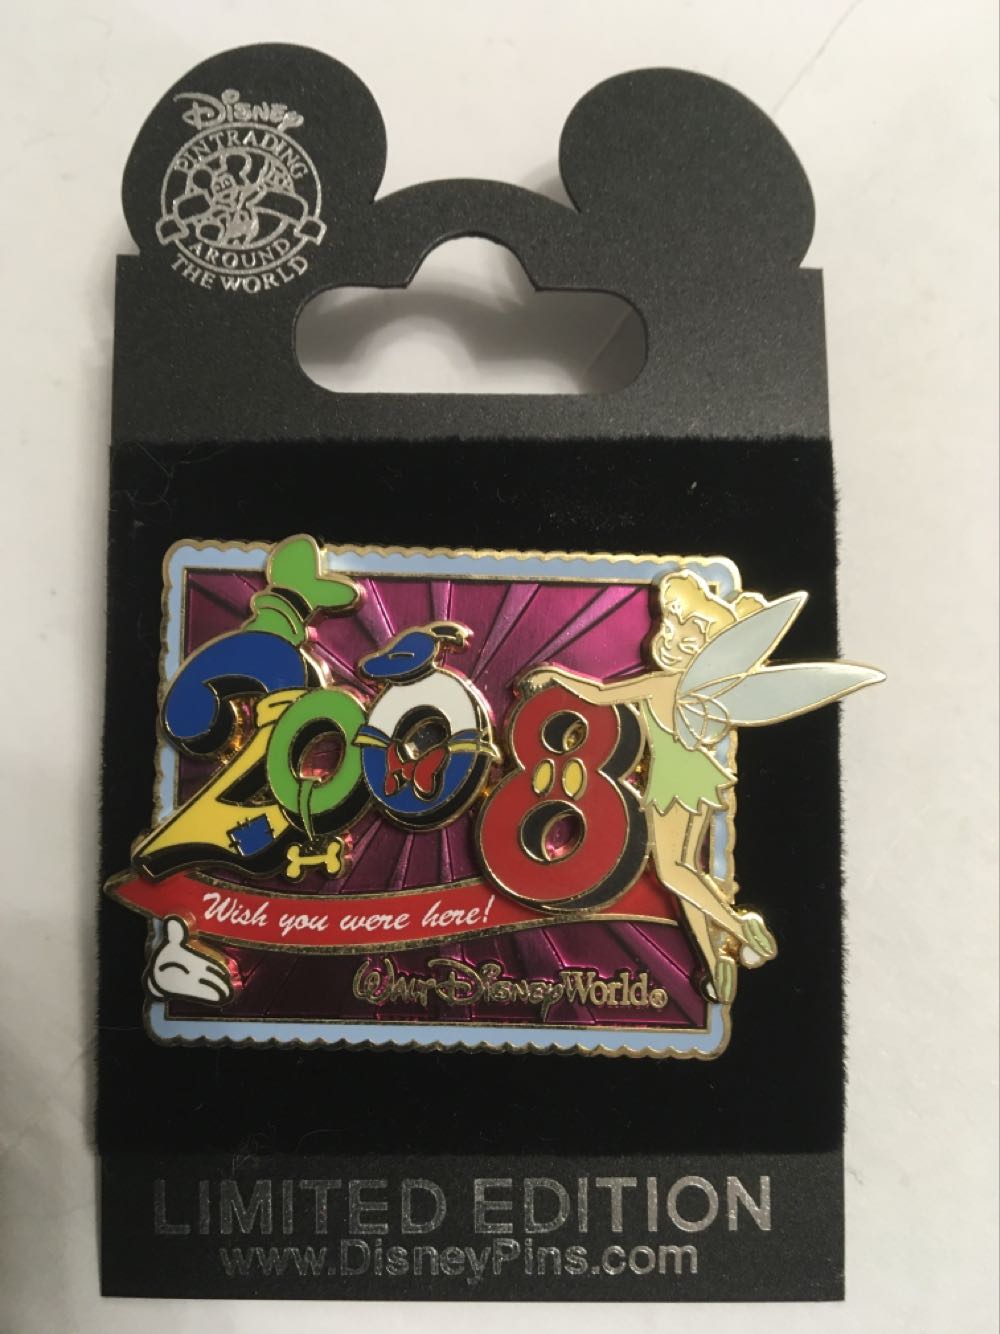 Disney
PIN TRADING
AROUND
THE WORLD
2008
Wish you were here!
Walt Disney World®
LIMITED EDITION
www.DisneyPins.com